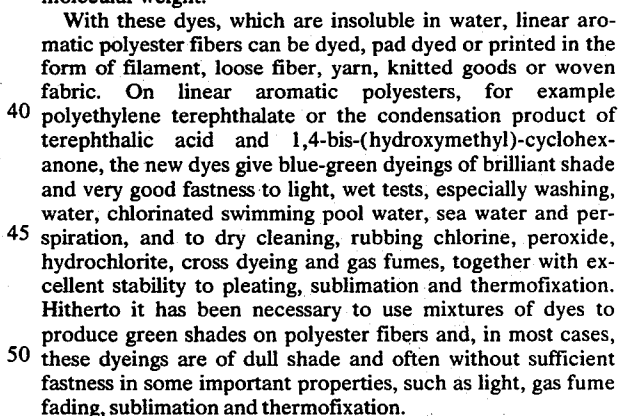 molecular weight.
With these dyes, which are insoluble in water, linear aro-
matic polyester fibers can be dyed, pad dyed or printed in the
form of filament, loose fiber, yarn, knitted goods or woven
fabric. On linear aromatic polyesters, for example
40 polyethylene terephthalate or the condensation product of
terephthalic acid and 1,4-bis-(hydroxymethyl)-cyclohex-
anone, the new dyes give blue-green dyeings of brilliant shade
and very good fastness to light, wet tests, especially washing,
water, chlorinated swimming pool water, sea water and per-
45 spiration, and to dry cleaning, rubbing chlorine, peroxide,
hydrochlorite, cross dyeing and gas fumes, together with ex-
cellent stability to pleating, sublimation and thermofixation.
Hitherto it has been necessary to use mixtures of dyes to
produce green shades on polyester fibers and, in most cases,
50 these dyeings are of dull shade and often without sufficient
fastness in some important properties, such as light, gas fume
fading, sublimation and thermofixation.